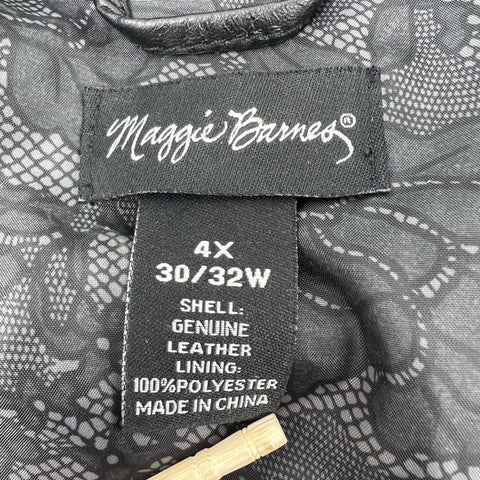 Maggie Barnes®
4X
30/32W
SHELL:
GENUINE
LEATHER
LINING:
100%POLYESTER
MADE IN CHINA